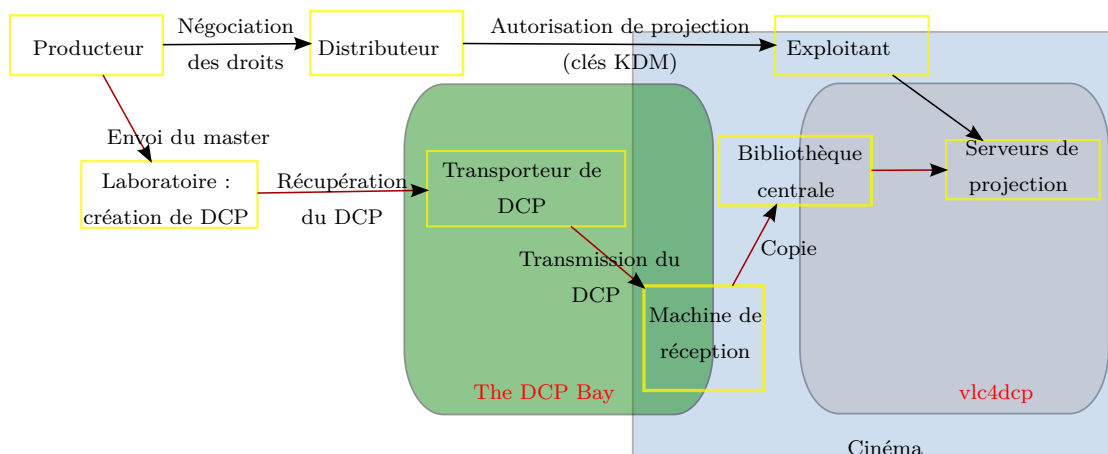 Négociation
des droits
Autorisation de projection
(clés KDM)
Producteur
Distributeur
Exploitant
Envoi du master
Laboratoire :
création de DCP
Récupération
du DCP
Transporteur de
DCP
Bibliothèque
centrale
Serveurs de
projection
Transmission du
DCP
Copie
Machine de
réception
The DCP Bay
vlc4dcp
Cinéma